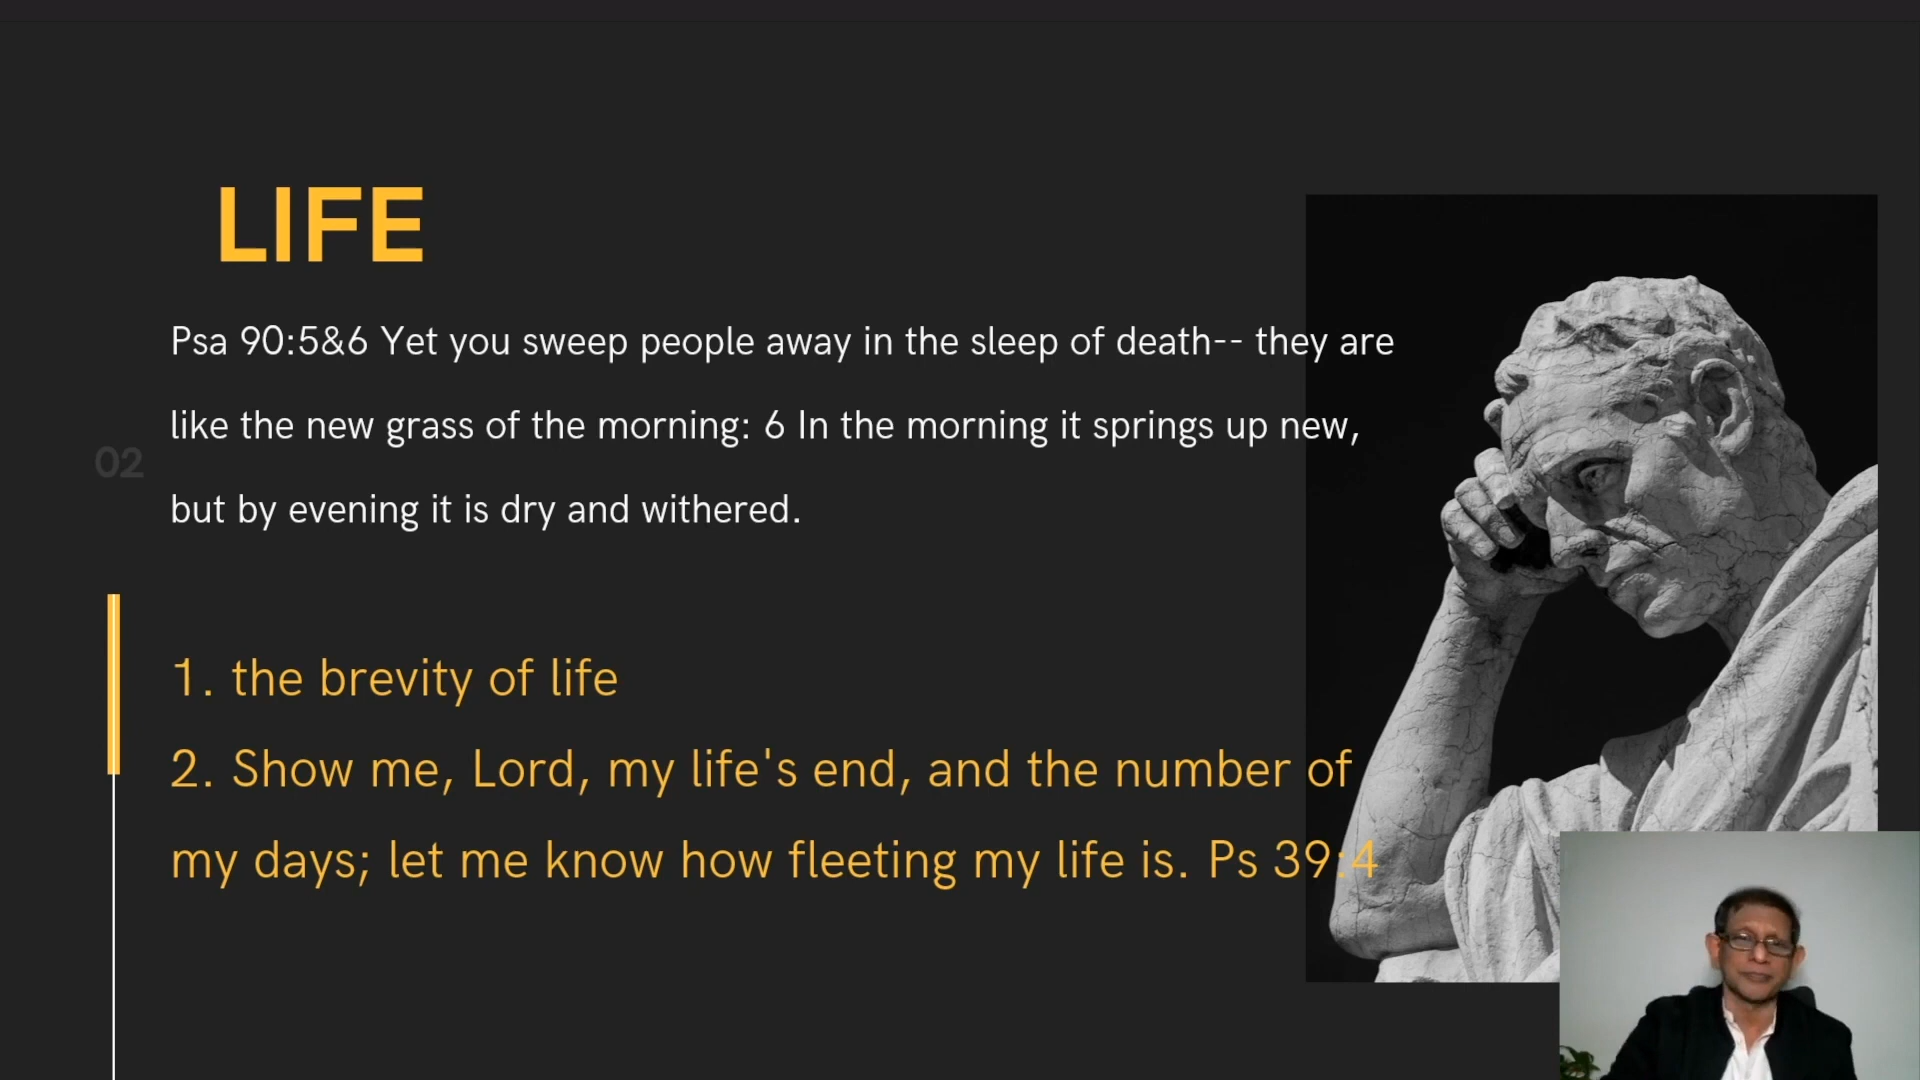 LIFE
Psa 90:5&6 Yet you sweep people away in the sleep of death-- they are
like the new grass of the morning: 6 In the morning it springs up new,
but by evening it is dry and withered.
02
1. the brevity of life
2. Show me, Lord, my life's end, and the number of
my days; let me know how fleeting my life is. Ps 39:4